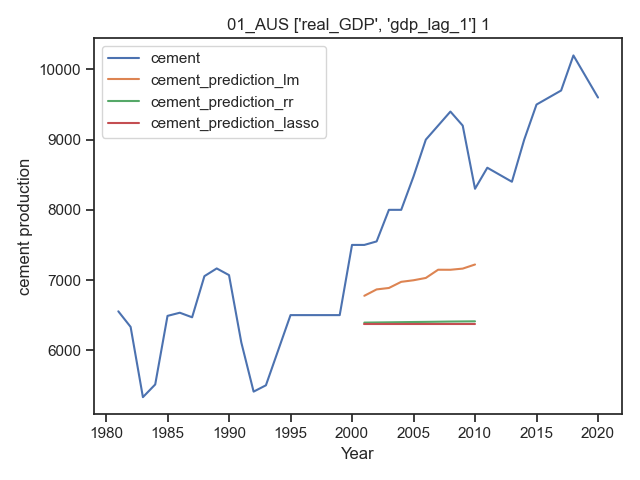 01_AUS ['real_GDP', 'gdp_lag_1'] 1
cement
cement_prediction_lm
cement_prediction_rr
cement_prediction_lasso
cement production
10000
9000
8000
7000
6000
1980 1985 1990 1995 2000 2005 2010 2015 2020
Year